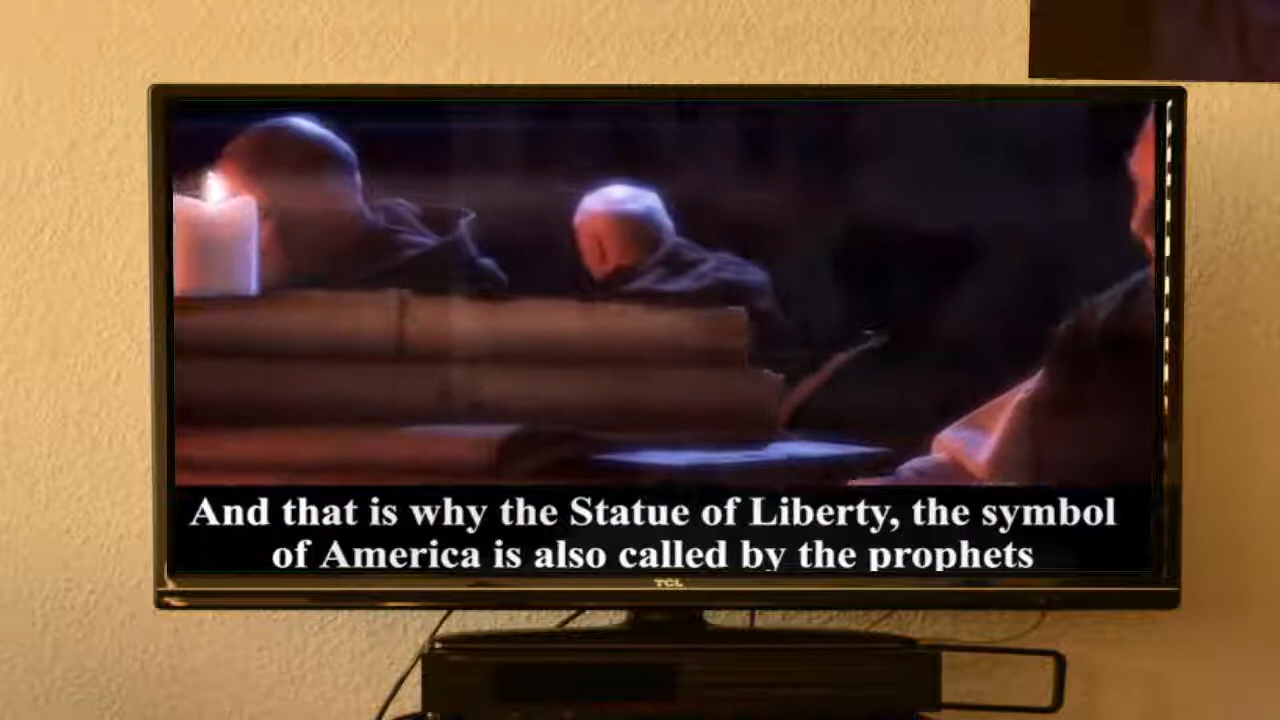 And that is why the Statue of Liberty, the symbol
of America is also called by the prophets
TCL